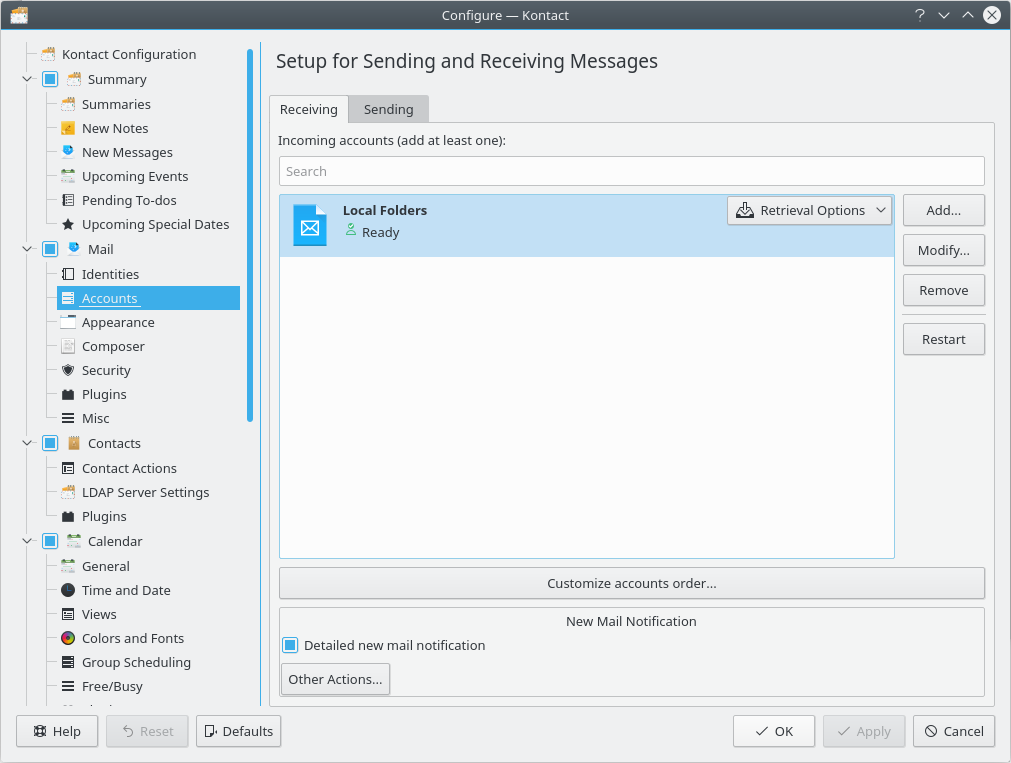 Configure — Kontact
Kontact Configuration
Summary
Summaries
New Notes
New Messages
Upcoming Events
Pending To-dos
Upcoming Special Dates
Mail
Identities
Accounts
Appearance
Composer
Security
Plugins
Misc
Contacts
Contact Actions
LDAP Server Settings
Plugins
Calendar
General
Time and Date
Views
Colors and Fonts
Group Scheduling
Free/Busy
Setup for Sending and Receiving Messages
Receiving Sending
Incoming accounts (add at least one):
Search
Local Folders
Ready
Retrieval Options
Add...
Modify...
Remove
Restart
Customize accounts order...
New Mail Notification
Detailed new mail notification
Other Actions...
Help Reset Defaults OK Apply Cancel